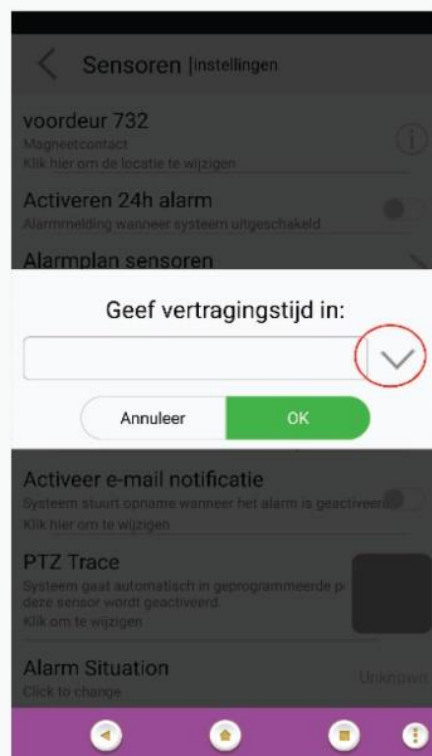 Sensoren |instellingen
voordeur 732
Magneetcontact
Klik hier om de locatie te wijzigen
Activeren 24h alarm
Alarmmelding wanneer systeem uitgeschakeld
Alarmplan sensoren
Geef vertragingstijd in:
Annuleer OK
Activeer e-mail notificatie
Systeem stuurt opname wanneer het alarm is geactiveerd
Klik hier om te wijzigen
PTZ Trace
Systeem gaat automatisch in geprogrammeerde p
deze sensor wordt geactiveerd.
Klik om te wijzigen
Alarm Situation
Unknown
Click to change